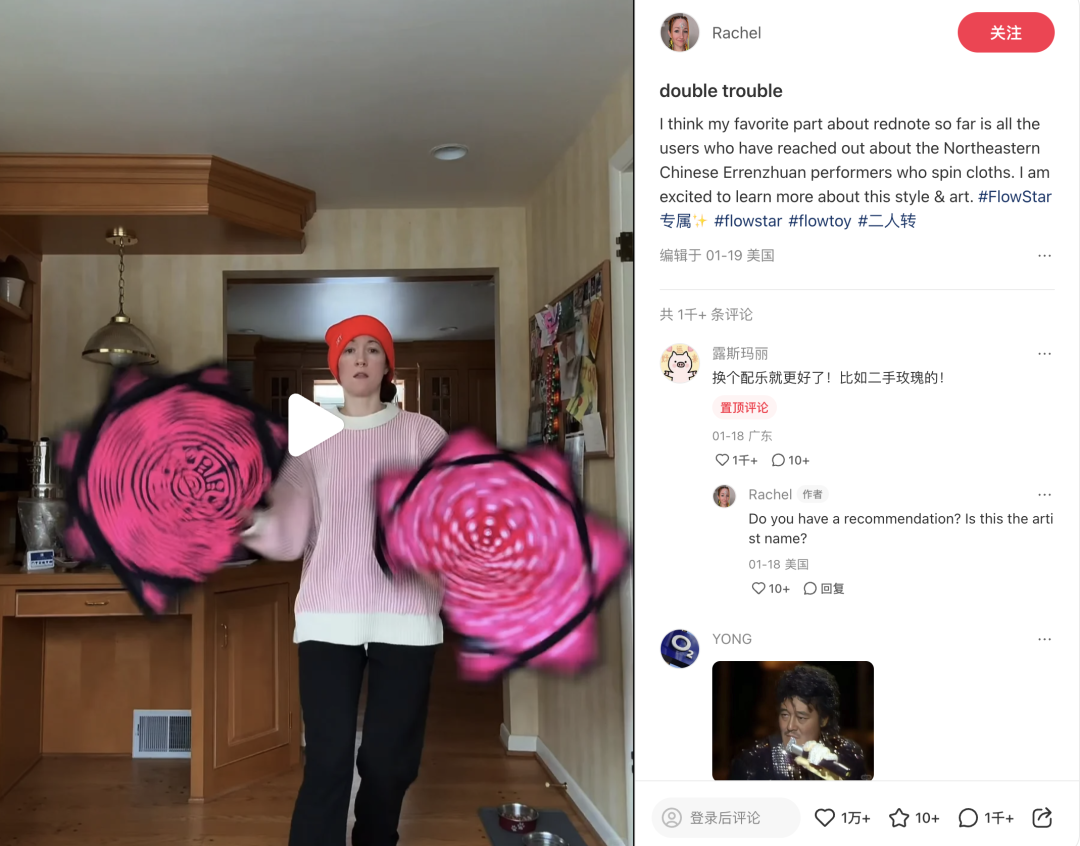 Rachel
关注
double trouble
I think my favorite part about rednote so far is all the
users who have reached out about the Northeastern
Chinese Errenzhuan performers who spin cloths. I am
excited to learn more about this style & art. #FlowStar
专属✨ #flowstar #flowtoy #二人转
编辑于 01-19 美国
共 1千+ 条评论
露斯玛丽
换个配乐就更好了！比如二手玫瑰的！
置顶评论
01-18 广东
1千+ 10+
Rachel 作者
Do you have a recommendation? Is this the arti
st name?
01-18 美国
10+ 回复
YONG
登录后评论
1万+ 10+ 1千+